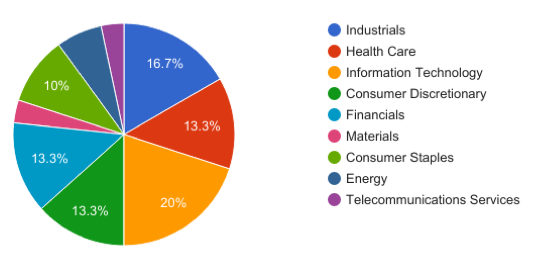 16.7%
13.3%
20%
13.3%
13.3%
10%
Industrials
Health Care
Information Technology
Consumer Discretionary
Financials
Materials
Consumer Staples
Energy
Telecommunications Services